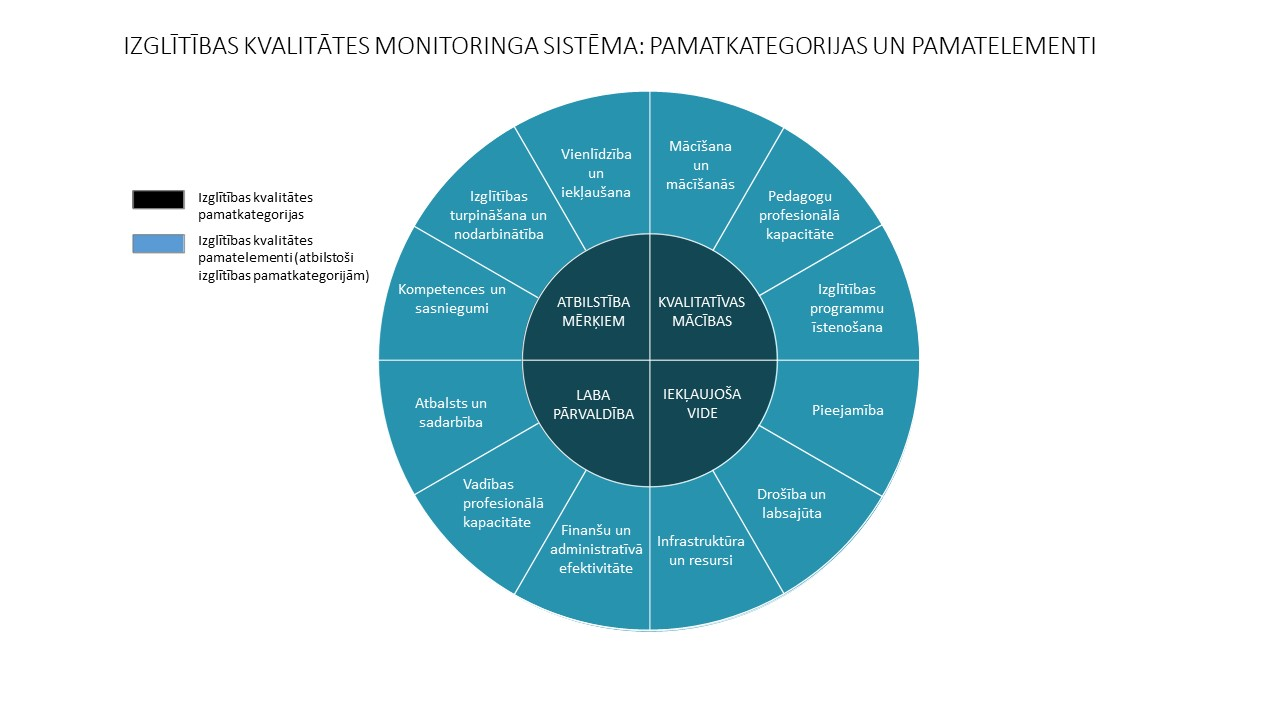 IZGLĪTĪBAS KVALITĀTES MONITORINGA SISTĒMA: PAMATKATEGORIJAS UN PAMATELEMENTI
Izglītības kvalitātes
pamatkategorijas
Izglītības kvalitātes
pamatelementi (atbilstoši
izglītības pamatkategorijām)
Vienlīdzība
un
iekļaušana
Mācīšana
un
mācīšanās
Izglītības
turpināšana un
nodarbinātība
Pedagogu
profesionālā
kapacitāte
Kompetences un
sasniegumi
Izglītības
programmu
īstenošana
ATBILSTĪBA
MĒRĶIEM
KVALITATĪVAS
MĀCĪBAS
LABA
PĀRVALDĪBA
IEKĻAUJOŠA
VIDE
Atbalsts un
sadarbība
Pieejamība
Vadības
profesionālā
kapacitāte
Drošība un
labsajūta
Finanšu un
administratīvā
efektivitāte
Infrastruktūra
un resursi